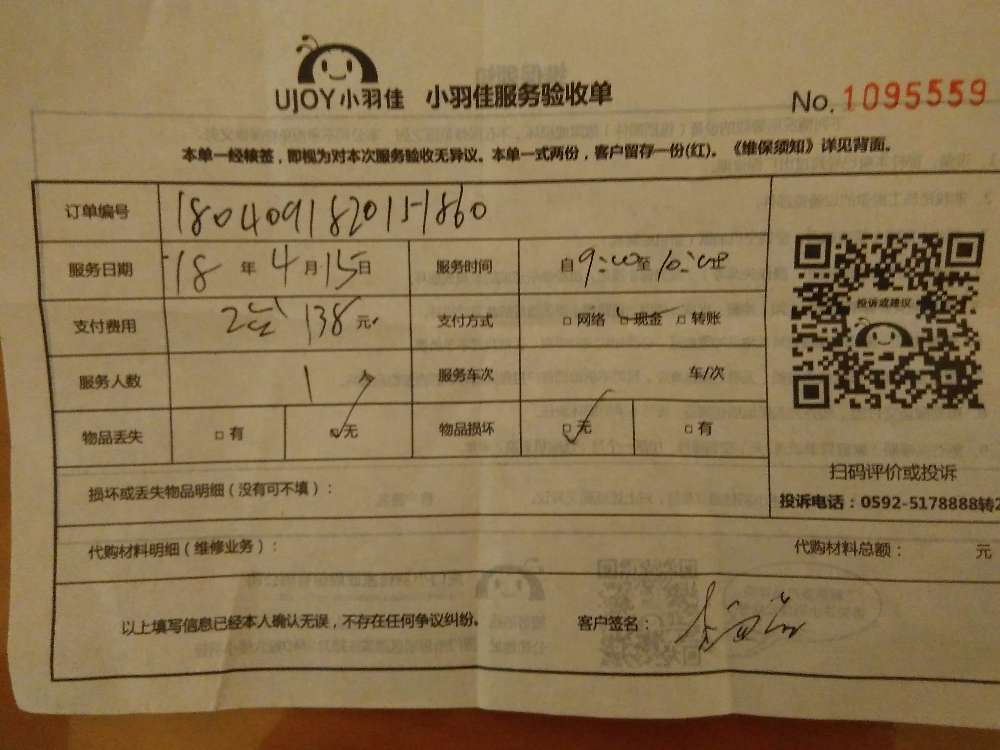 UJOY小羽佳 小羽佳服务验收单
No.1095559
本单一经核签，即视为对本次服务验收无异议。本单一式两份，客户留存一份(红)。《维保须知》详见背面。
订单编号 1804091820151860
服务日期 18 年 4 月 15 日 服务时间 自 9:00 至
支付费用 138 元 支付方式 □ 网络 □ 现金 □ 转账
服务人数 1 人 服务车次 车/次
物品丢失 □ 有 □ 无 物品损坏 □ 无 □ 有
投诉或建议
扫码评价或投诉
投诉电话：0592-5178888转2
损坏或丢失物品明细（没有可不填）：
代购材料明细（维修业务）： 代购材料总额： 元
以上填写信息已经本人确认无误，不存在任何争议纠纷。 客户签名：